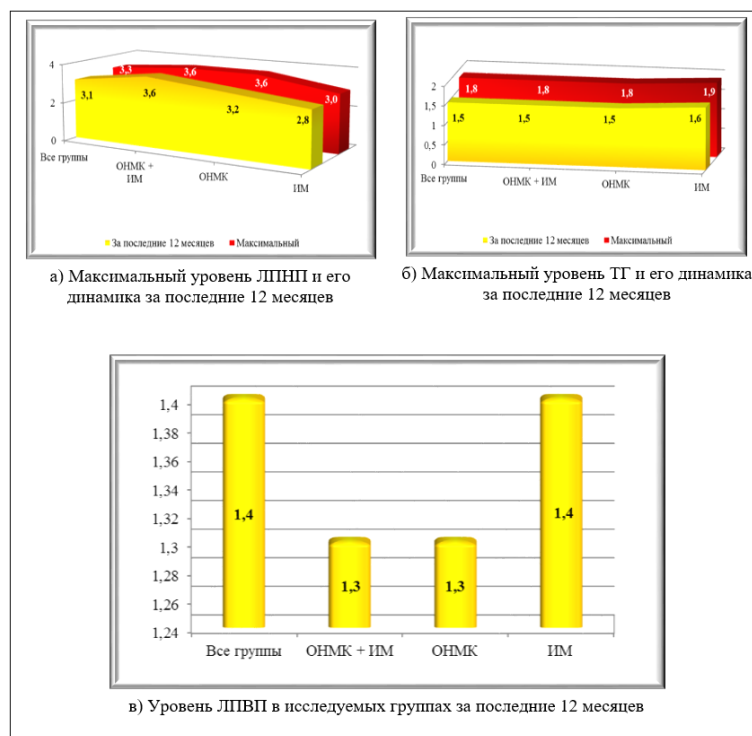 4
2
0
3,3
3,6
3,6
3,0
3,1
3,6
3,2
2,8
Все группы
ОНМК +
ИМ
ОНМК
ИМ
За последние 12 месяцев Максимальный
а) Максимальный уровень ЛПНП и его
динамика за последние 12 месяцев
2
1,5
1
0,5
0
1,8 1,8 1,8 1,9
1,5 1,5 1,5 1,6
Все группы
ОНМК + ИМ
ОНМК
ИМ
За последние 12 месяцев Максимальный
б) Максимальный уровень ТГ и его динамика
за последние 12 месяцев
1,4
1,38
1,36
1,34
1,32
1,3
1,28
1,26
1,24
1,4 1,3 1,3 1,4
Все группы ОНМК + ИМ ОНМК ИМ
в) Уровень ЛПВП в исследуемых группах за последние 12 месяцев